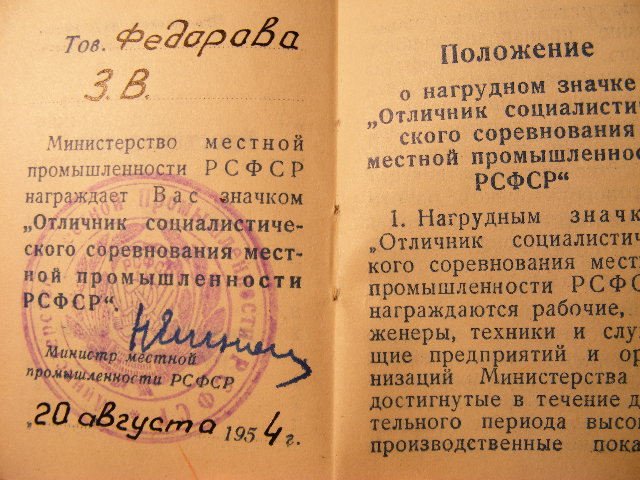 Тов. Федарава
З.В.
Министерство местной
промышленности РСФСР
награждает Вас значком
„Отличник социалистиче-
ского соревнования мест-
ной промышленности
РСФСР“.
Министр местной
промышленности РСФСР
„20 августа 1954 г.
Положение
о нагрудном значке
„Отличник социалистич
ского соревнования
местной промышленнос
РСФСР“
1. Нагрудным значк
„Отличник социалистич
кого соревнования мест
промышленности РСФС
награждаются рабочие,
женеры, техники и слу
щие предприятий и ор
низаций Министерства
достигнутые в течение д
тельного периода высо
производственные пока